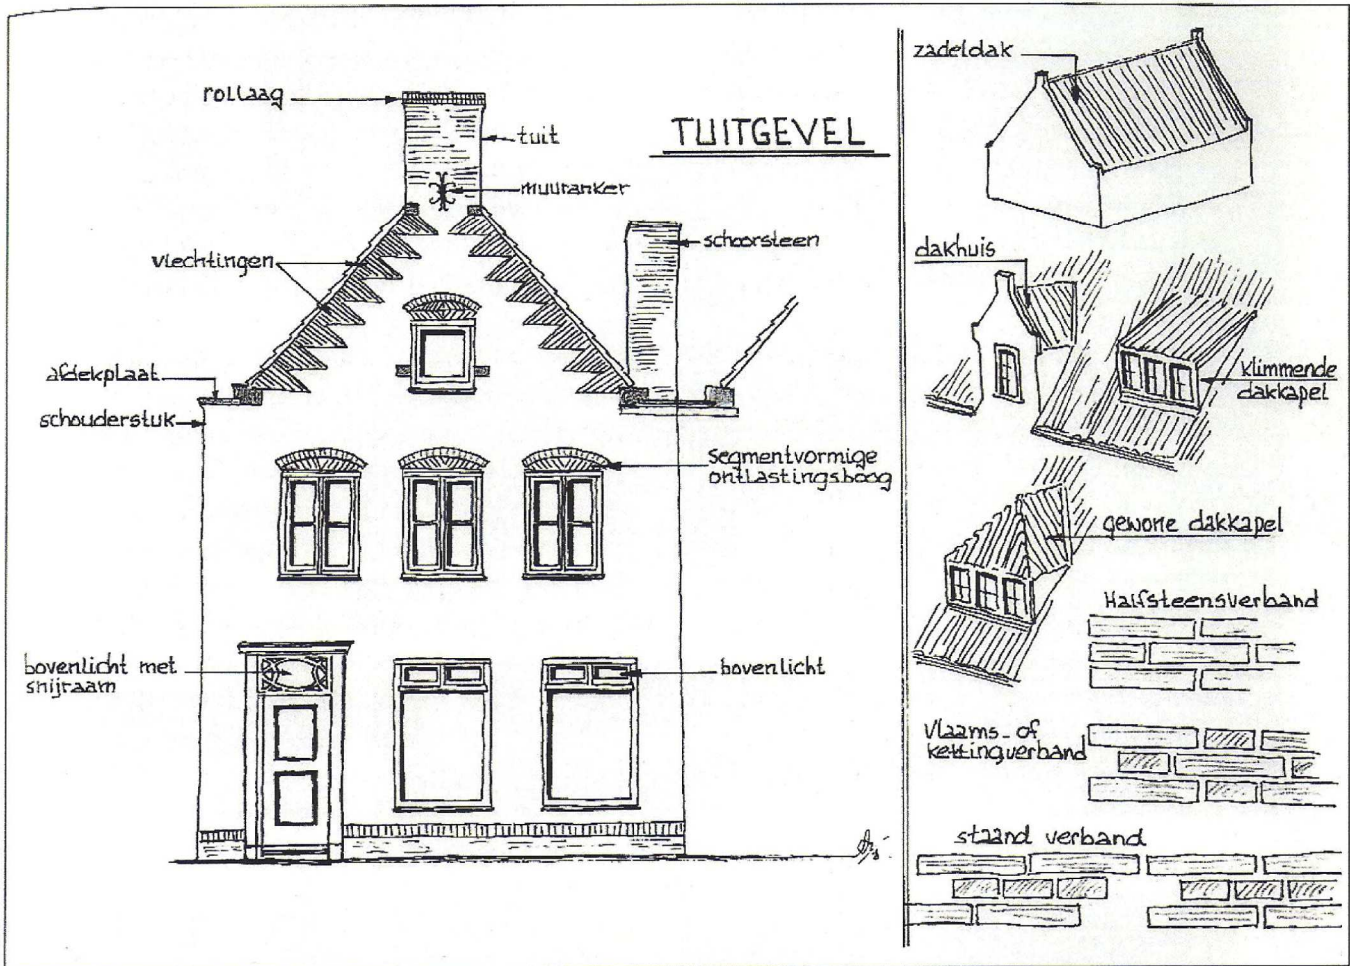 TUITGEVEL
rollaag
tuit
muuranker
schoorsteen
vlechtingen
afdekplaat
schouderstuk
segmentvormige
ontlastingsboog
bovenlicht met
snijraam
bovenlicht
zadeldak
dakhuis
klimmende
dakkapel
gewone dakkapel
Halfsteensverband
Vlaams- of
kettingverband
staand verband